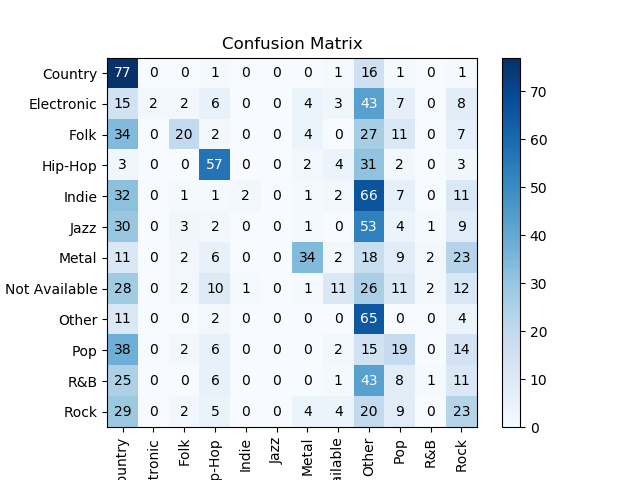 Confusion Matrix
Country 77 0 0 1 0 0 0 1 16 1 0 1
Electronic 15 2 2 6 0 0 4 3 43 7 0 8
Folk 34 0 20 2 0 0 4 0 27 11 0 7
Hip-Hop 3 0 0 57 0 0 2 4 31 2 0 3
Indie 32 0 1 1 2 0 1 2 66 7 0 11
Jazz 30 0 3 2 0 0 1 0 53 4 1 9
Metal 11 0 2 6 0 0 34 2 18 9 2 23
Not Available 28 0 2 10 1 0 1 11 26 11 2 12
Other 11 0 0 2 0 0 0 0 65 0 0 4
Pop 38 0 2 6 0 0 0 2 15 19 0 14
R&B 25 0 0 6 0 0 0 1 43 8 1 11
Rock 29 0 2 5 0 0 4 4 20 9 0 23
ountry
tronic
Folk
p-Hop
Indie
Jazz
Metal
ailable
Other
Pop
R&B
Rock
70
60
50
40
30
20
10
0